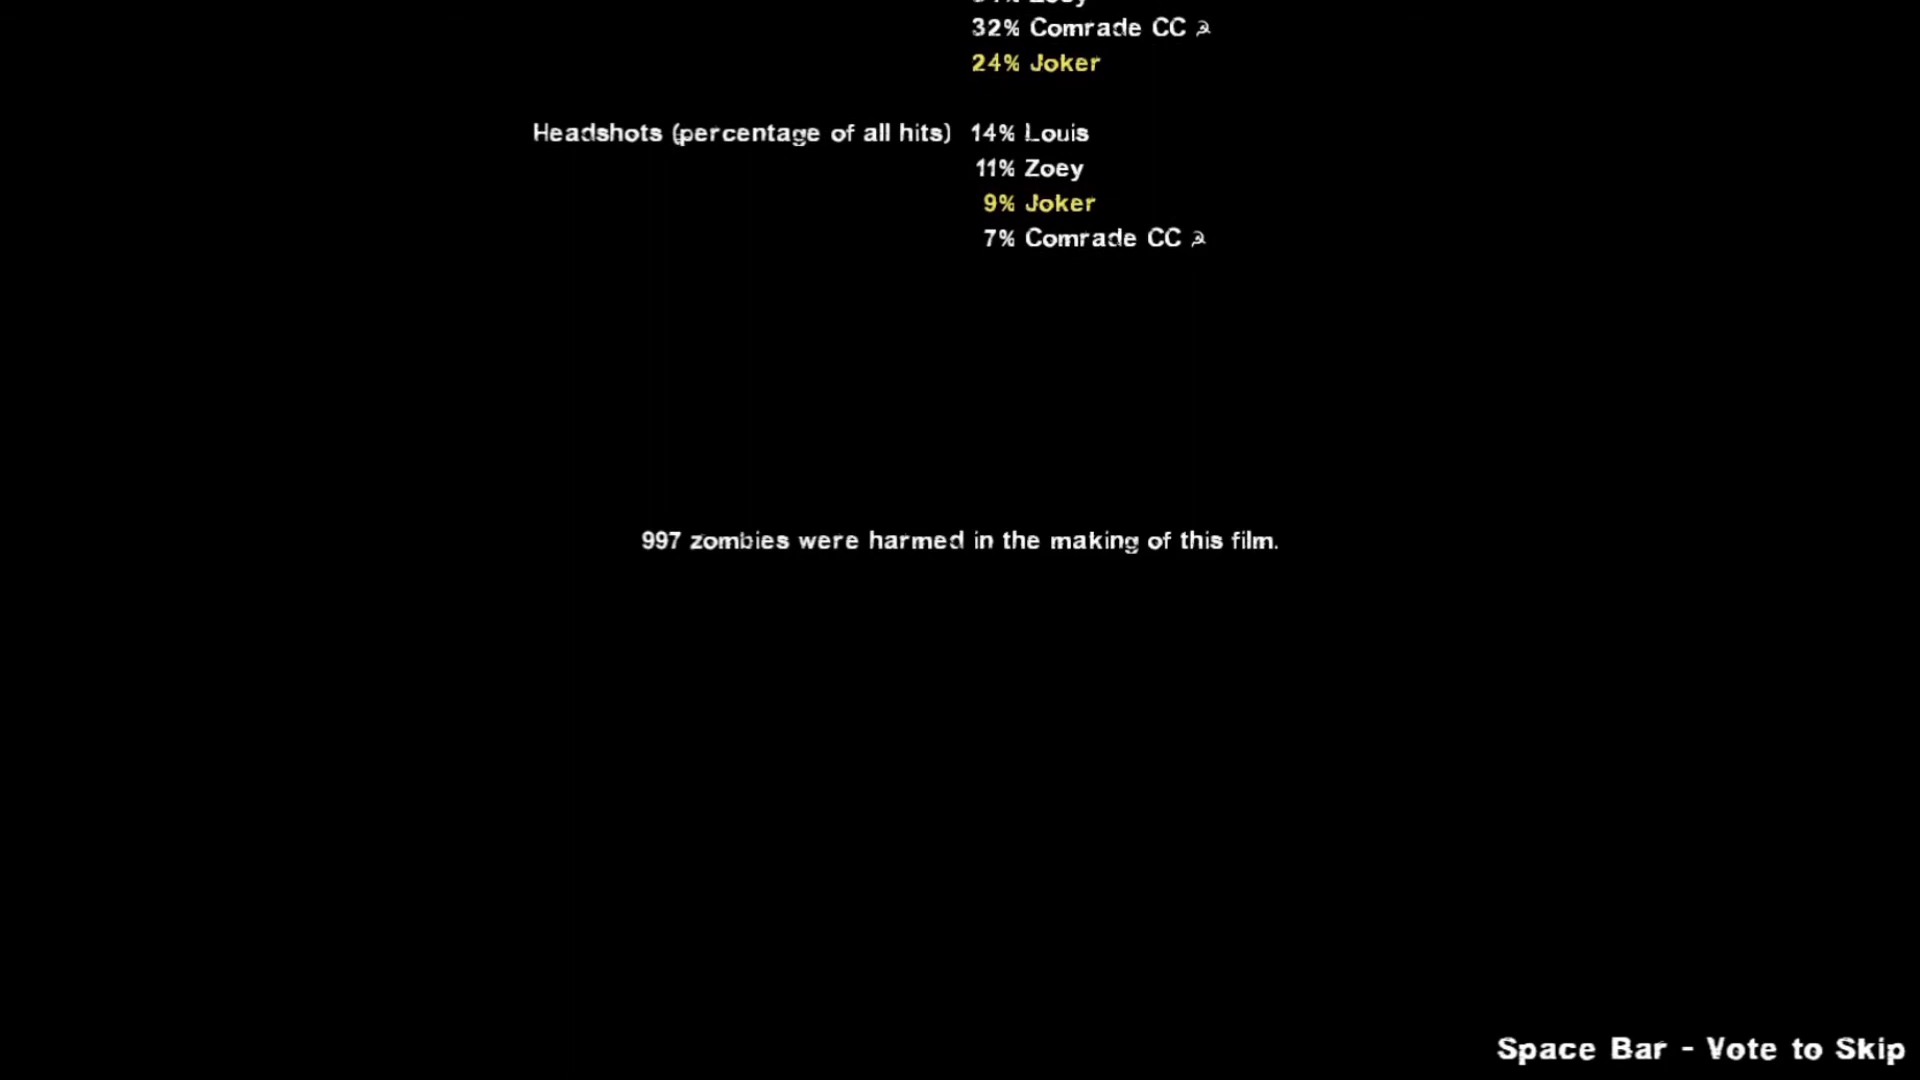 32% Comrade CC ☭
24% Joker
Headshots (percentage of all hits) 14% Louis
11% Zoey
9% Joker
7% Comrade CC ☭
997 zombies were harmed in the making of this film.
Space Bar - Vote to Skip